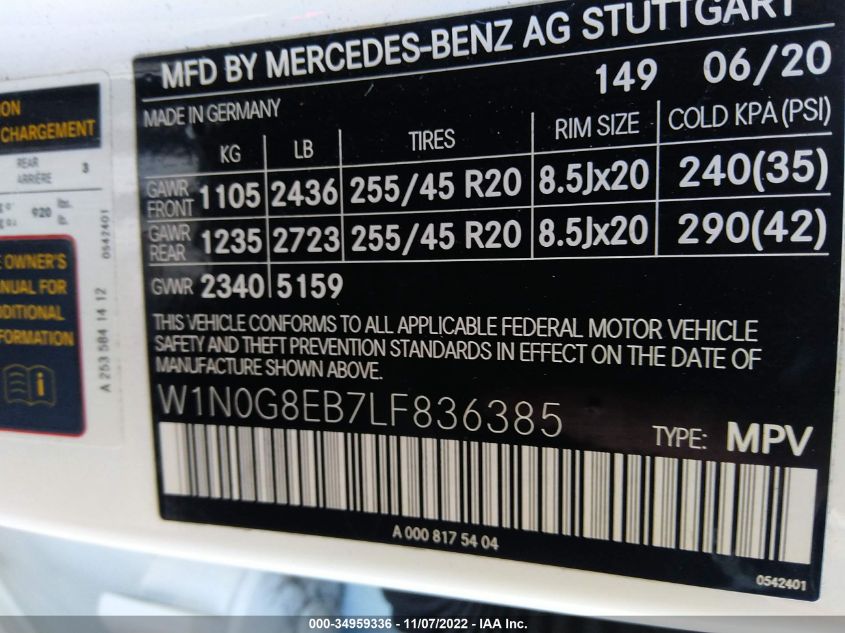 MFD BY MERCEDES-BENZ AG STUTTGART
149 06/20
MADE IN GERMANY
KG LB TIRES RIM SIZE COLD KPA (PSI)
GAWR FRONT 1105 2436 255/45 R20 8.5Jx20 240(35)
GAWR REAR 1235 2723 255/45 R20 8.5Jx20 290(42)
GVWR 2340 5159
THIS VEHICLE CONFORMS TO ALL APPLICABLE FEDERAL MOTOR VEHICLE
SAFETY AND THEFT PREVENTION STANDARDS IN EFFECT ON THE DATE OF
MANUFACTURE SHOWN ABOVE.
W1N0G8EB7LF836385
TYPE: MPV
A 000 817 54 04
0542401
CHARGEMENT
REAR 3
ARRIÈRE
920 lb.
OWNER'S
FOR
A 253 584 14 12
0542401
000-34959336 - 11/07/2022 - IAA Inc.